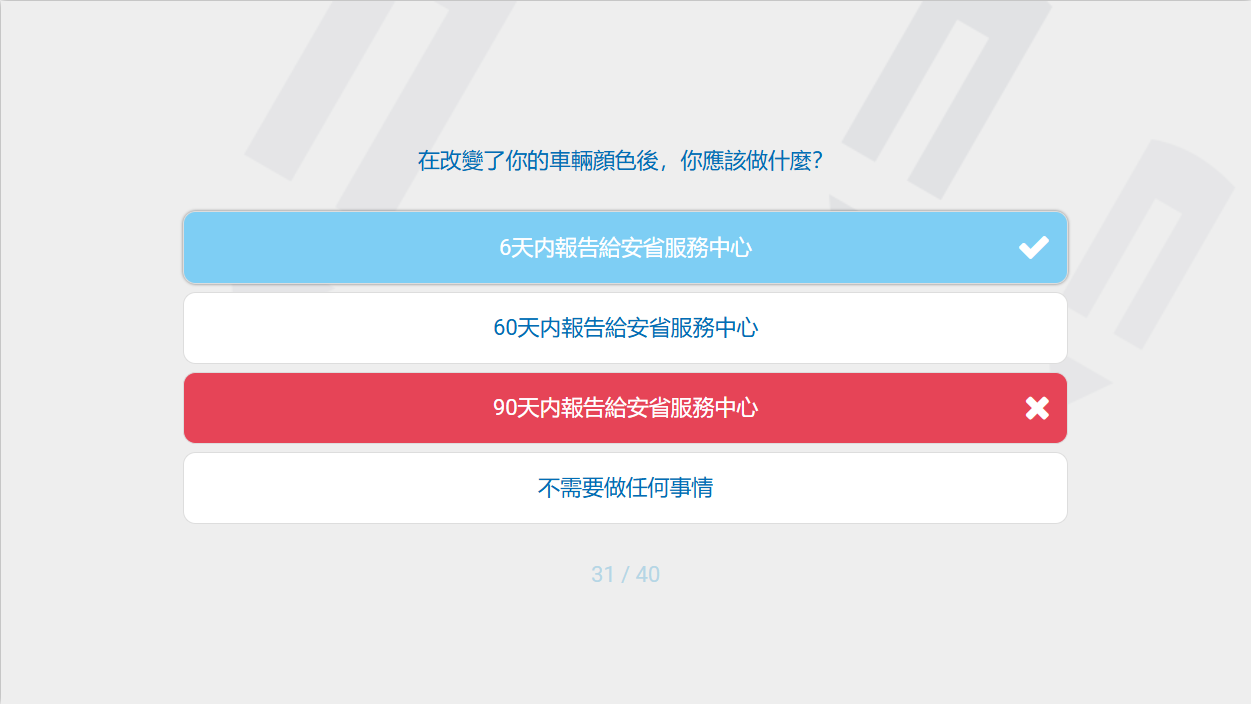 在改變了你的車輛顏色後，你應該做什麼？
6天内報告給安省服務中心
60天内報告給安省服務中心
90天内報告給安省服務中心
不需要做任何事情
31 / 40